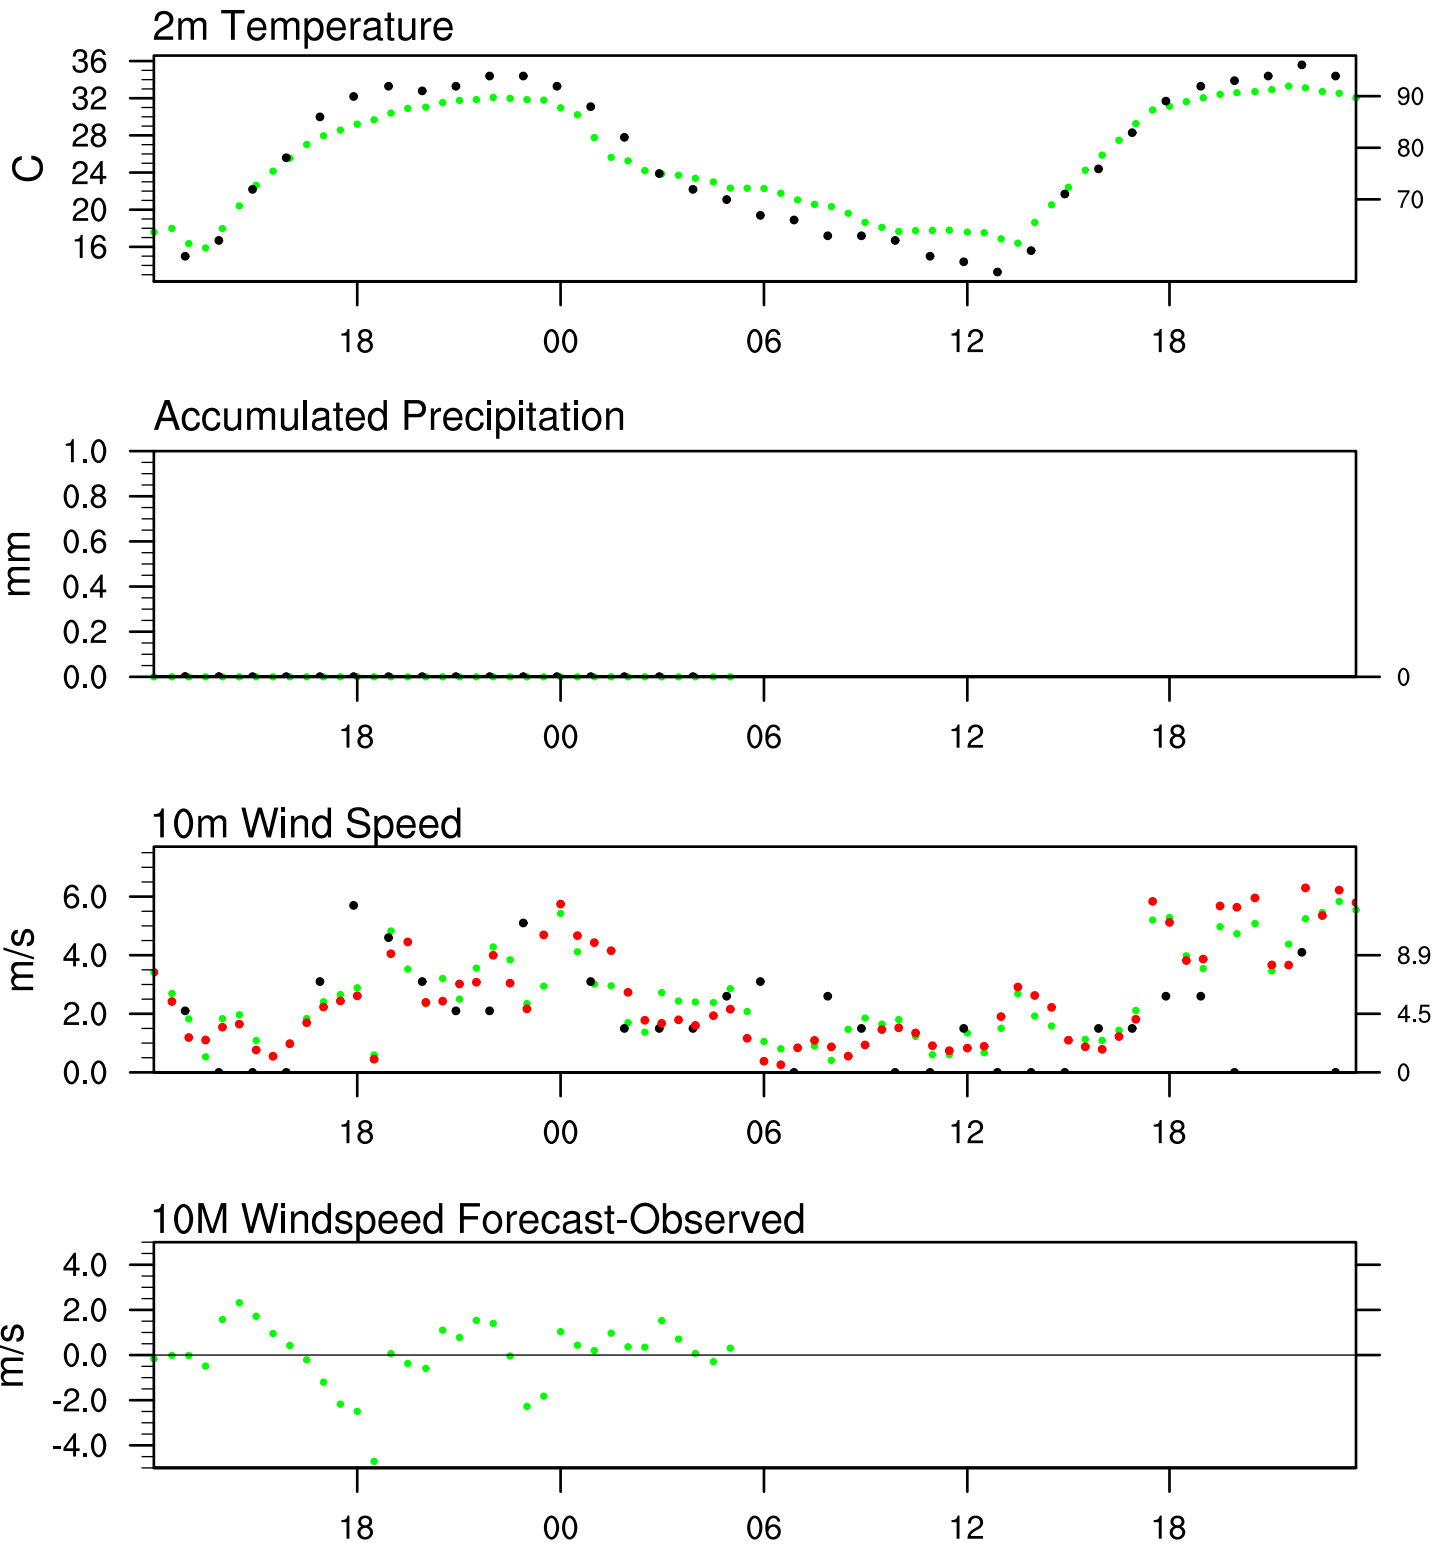 2m Temperature
36
32
28
24
20
16
C
90
80
70
18 00 06 12 18
Accumulated Precipitation
1.0
0.8
0.6
0.4
0.2
0.0
mm
0
18 00 06 12 18
10m Wind Speed
6.0
4.0
2.0
0.0
m/s
8.9
4.5
0
18 00 06 12 18
10M Windspeed Forecast-Observed
4.0
2.0
0.0
-2.0
-4.0
m/s
18 00 06 12 18